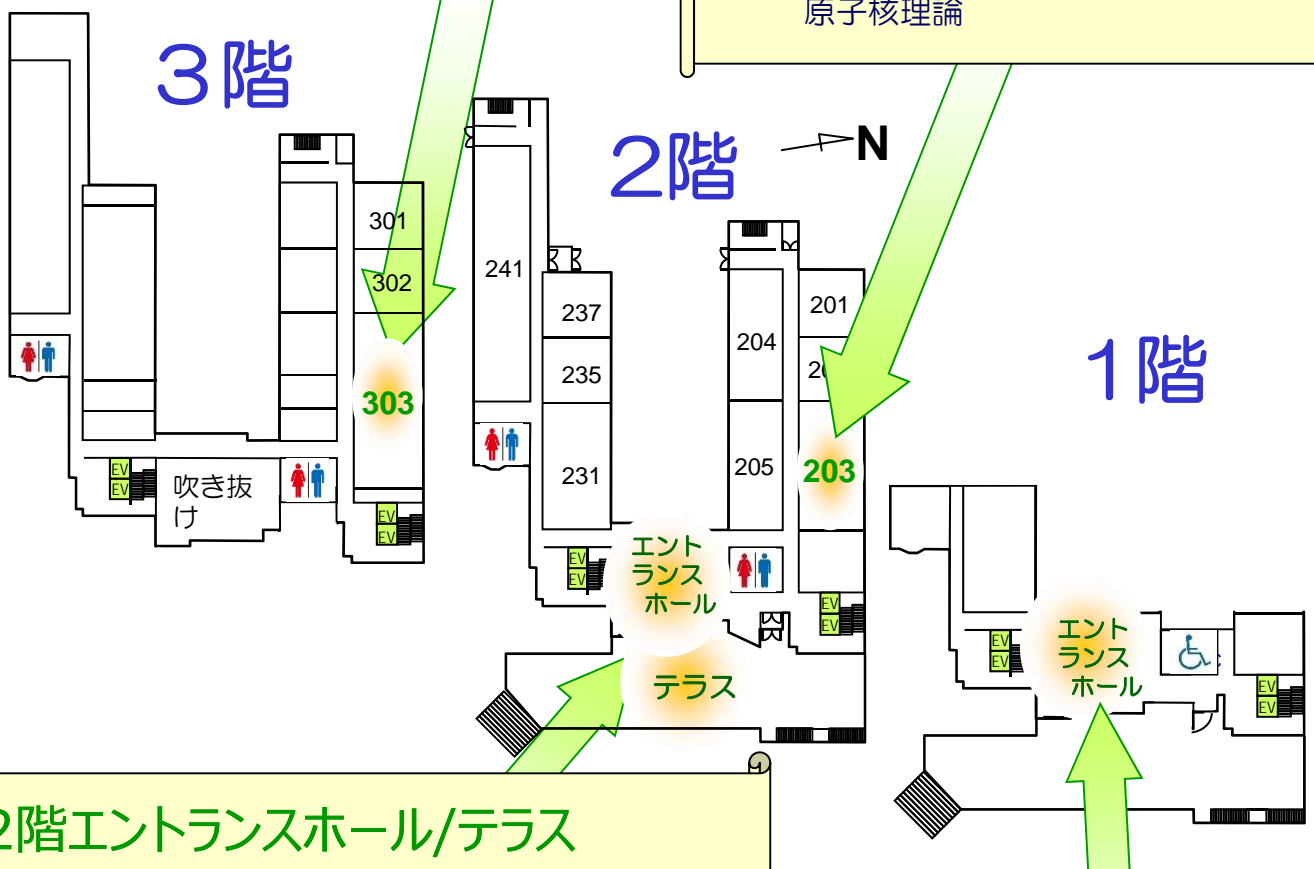 原子核理論
3階
2階
N
1階
301
302
303
EV
EV
吹き抜
け
EV
EV
241
237
235
231
204
205
201
203
EV
EV
エント
ランス
ホール
EV
EV
テラス
エント
ランス
ホール
EV
EV
EV
EV
2階エントランスホール/テラス